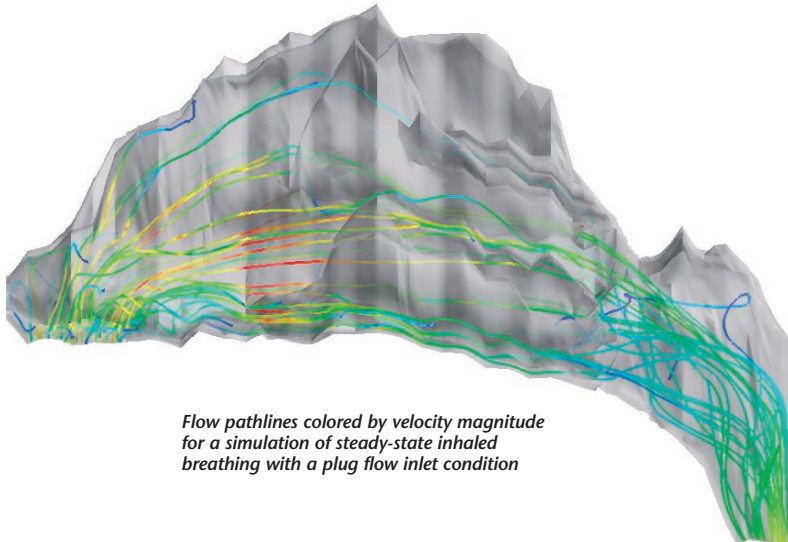 Flow pathlines colored by velocity magnitude
for a simulation of steady-state inhaled
breathing with a plug flow inlet condition